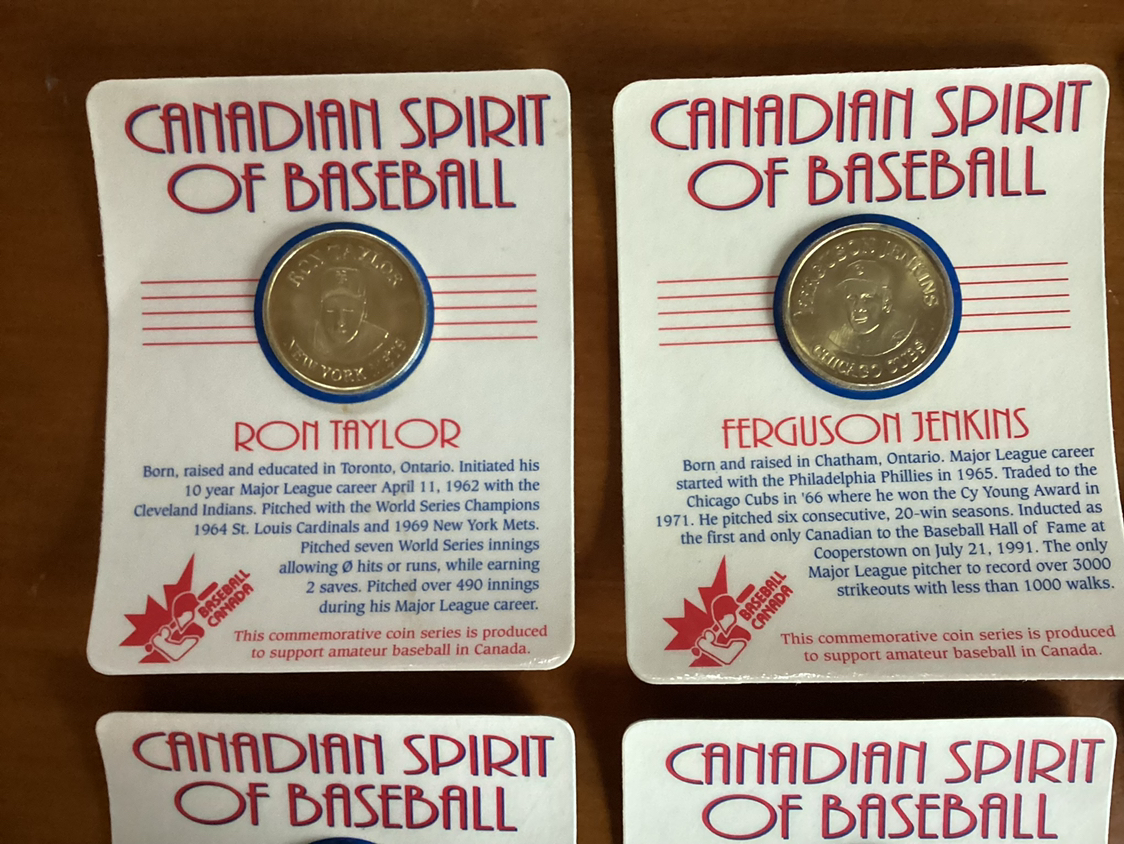 CANADIAN SPIRIT
OF BASEBALL
RON TAYLOR
NEW YORK METS
RON TAYLOR
Born, raised and educated in Toronto, Ontario. Initiated his
10 year Major League career April 11, 1962 with the
Cleveland Indians. Pitched with the World Series Champions
1964 St. Louis Cardinals and 1969 New York Mets.
Pitched seven World Series innings
allowing Ø hits or runs, while earning
2 saves. Pitched over 490 innings
during his Major League career.
BASEBALL
CANADA
This commemorative coin series is produced
to support amateur baseball in Canada.
CANADIAN SPIRIT
OF BASEBALL
FERGUSON JENKINS
CHICAGO CUBS
FERGUSON JENKINS
Born and raised in Chatham, Ontario. Major League career
started with the Philadelphia Phillies in 1965. Traded to the
Chicago Cubs in '66 where he won the Cy Young Award in
1971. He pitched six consecutive, 20-win seasons. Inducted as
the first and only Canadian to the Baseball Hall of Fame at
Cooperstown on July 21, 1991. The only
Major League pitcher to record over 3000
strikeouts with less than 1000 walks.
BASEBALL
CANADA
This commemorative coin series is produced
to support amateur baseball in Canada.
CANADIAN SPIRIT
OF BASEBALL
CANADIAN SPIRIT
OF BASEBALL